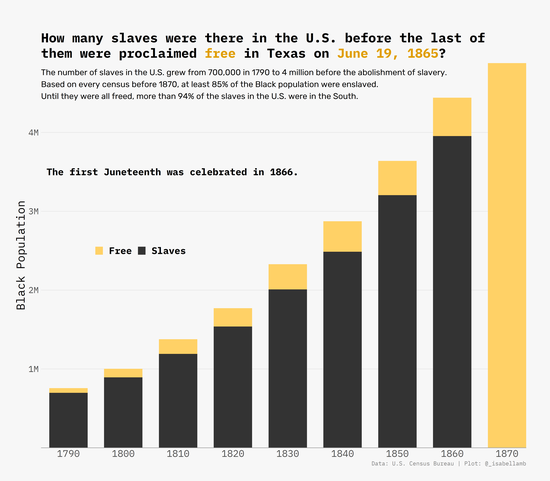 How many slaves were there in the U.S. before the last of
them were proclaimed free in Texas on June 19, 1865?
The number of slaves in the U.S. grew from 700,000 in 1790 to 4 million before the abolishment of slavery.
Based on every census before 1870, at least 85% of the Black population were enslaved.
Until they were all freed, more than 94% of the slaves in the U.S. were in the South.
4M
The first Juneteenth was celebrated in 1866.
3M
Black Population
Free Slaves
2M
1M
1790 1800 1810 1820 1830 1840 1850 1860 1870
Data: U.S. Census Bureau | Plot: @_isabellamb